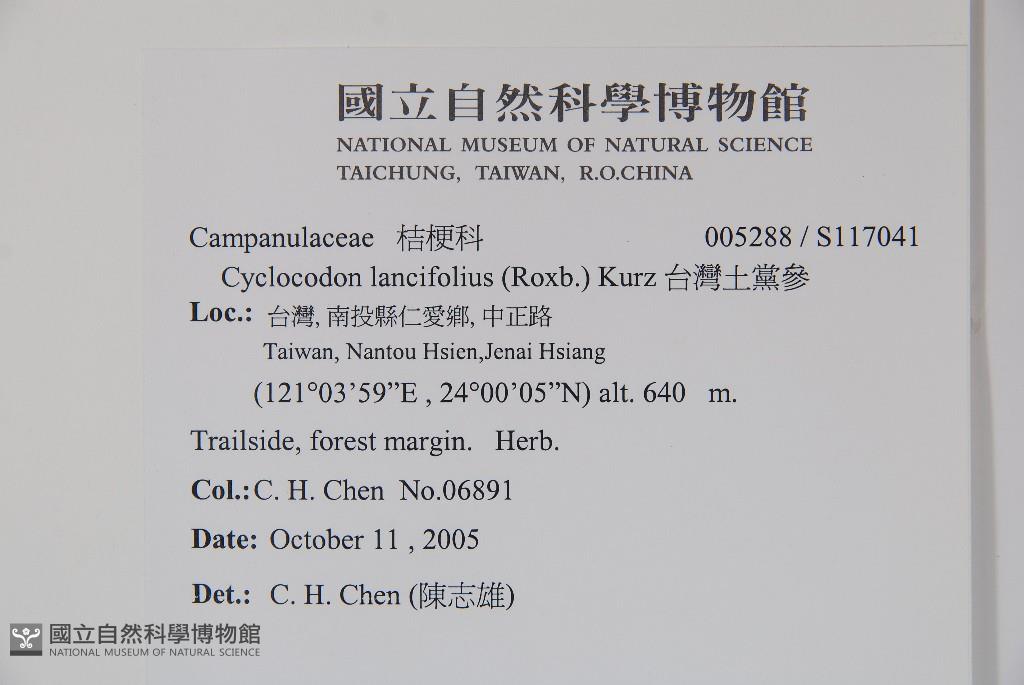 國立自然科學博物館
NATIONAL MUSEUM OF NATURAL SCIENCE
TAICHUNG, TAIWAN, R.O.CHINA
Campanulaceae 桔梗科 005288 / S117041
Cyclocodon lancifolius (Roxb.) Kurz 台灣土黨參
Loc.: 台灣, 南投縣仁愛鄉, 中正路
Taiwan, Nantou Hsien,Jenai Hsiang
(121°03’59”E , 24°00’05”N) alt. 640 m.
Trailside, forest margin. Herb.
Col.: C. H. Chen No.06891
Date: October 11 , 2005
Det.: C. H. Chen (陳志雄)
國立自然科學博物館
NATIONAL MUSEUM OF NATURAL SCIENCE